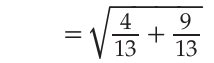 = √(4/13 + 9/13)